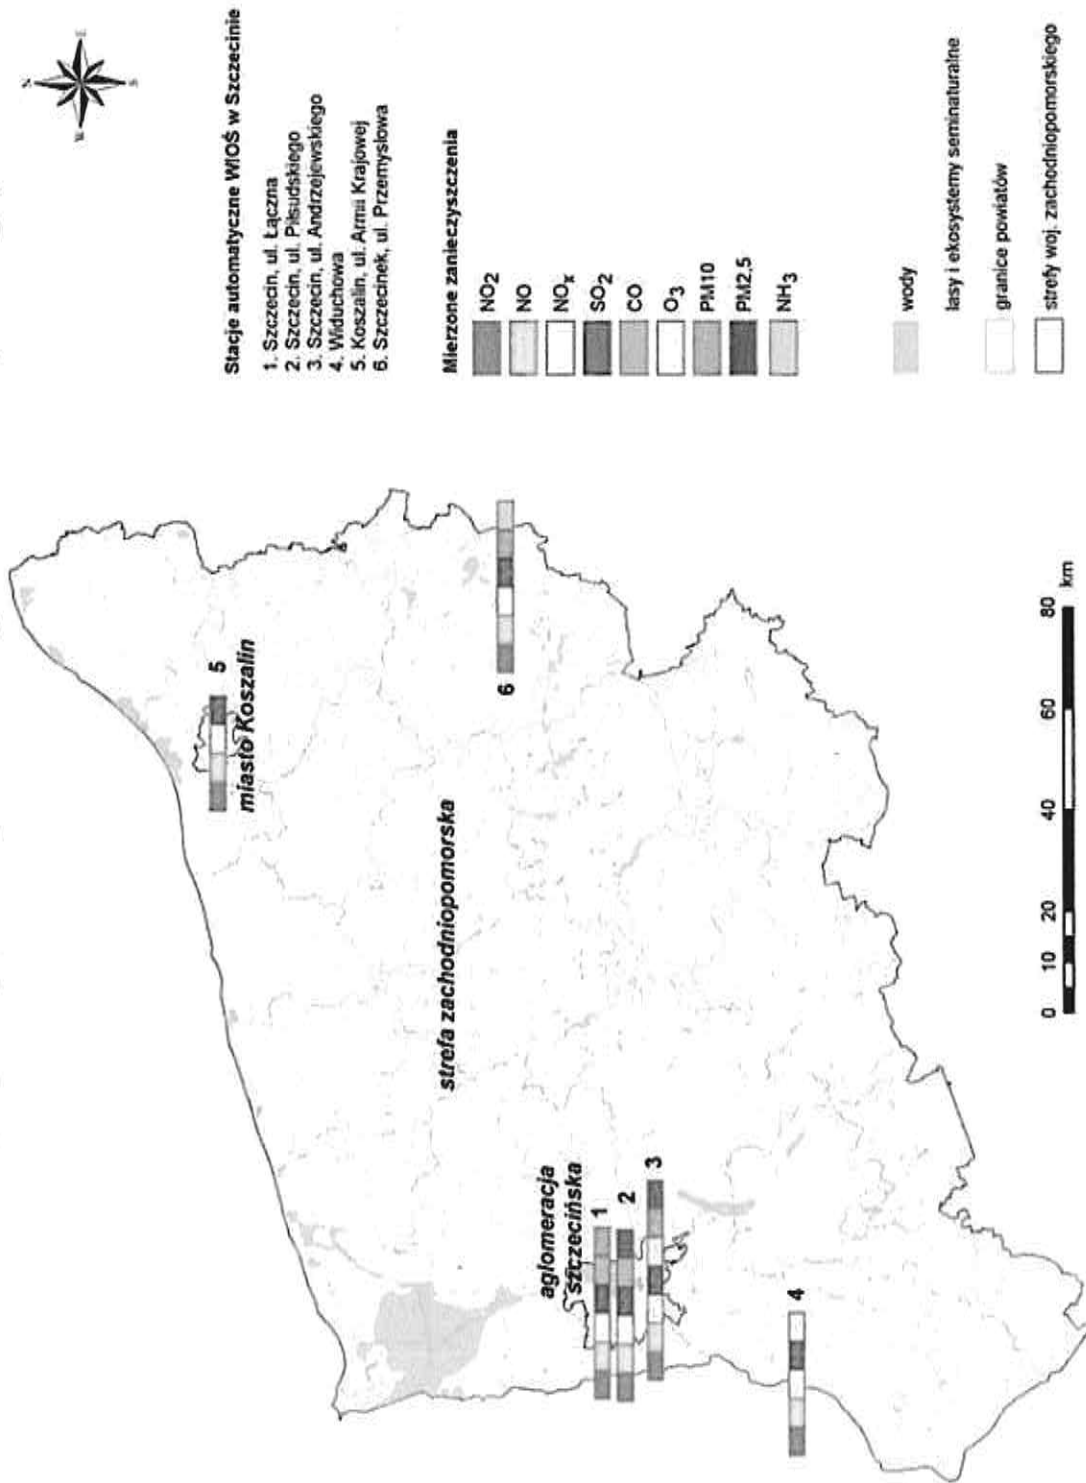 N
E
S
W
Stacje automatyczne WIOŚ w Szczecinie
1. Szczecin, ul. Łączna
2. Szczecin, ul. Piłsudskiego
3. Szczecin, ul. Andrzejewskiego
4. Widuchowa
5. Koszalin, ul. Armii Krajowej
6. Szczecinek, ul. Przemysłowa
Mierzone zanieczyszczenia
NO2
NO
NOx
SO2
CO
O3
PM10
PM2,5
NH3
wody
lasy i ekosystemy seminaturalne
granice powiatów
strefy woj. zachodniopomorskiego
5
miasto Koszalin
strefa zachodniopomorska
6
aglomeracja
szczecińska
1
2
3
4
0 10 20 40 60 80 km